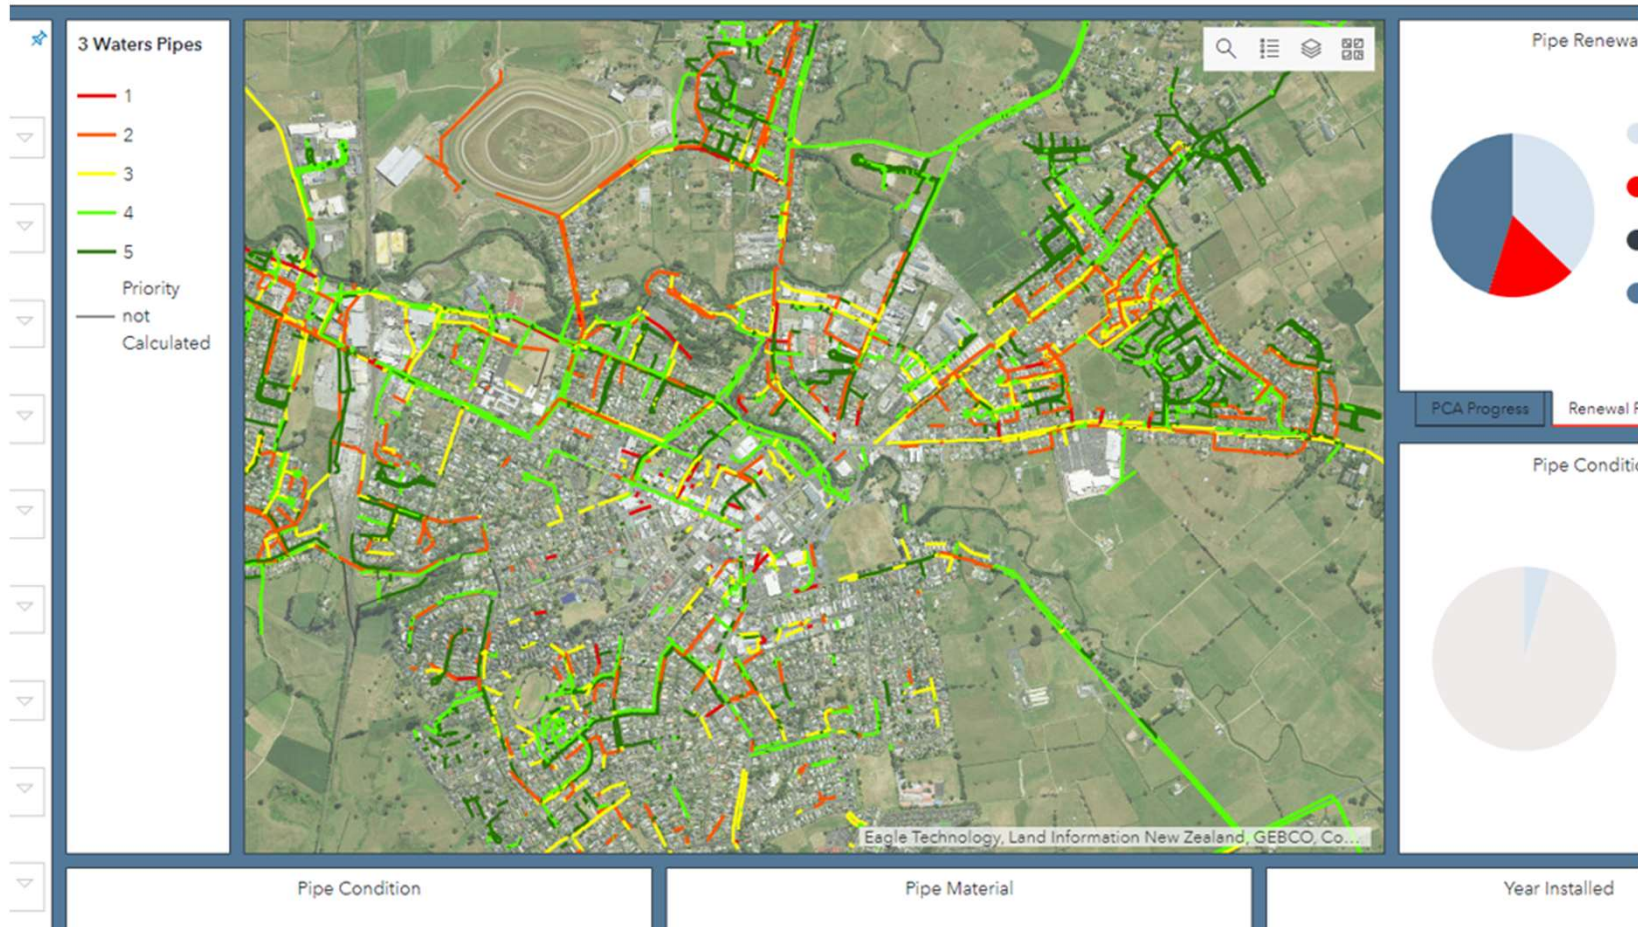 3 Waters Pipes
1
2
3
4
5
Priority
not
Calculated
Eagle Technology, Land Information New Zealand, GEBCO, Co...
Pipe Renewa
PCA Progress
Renewal
Pipe Conditio
Pipe Condition
Pipe Material
Year Installed